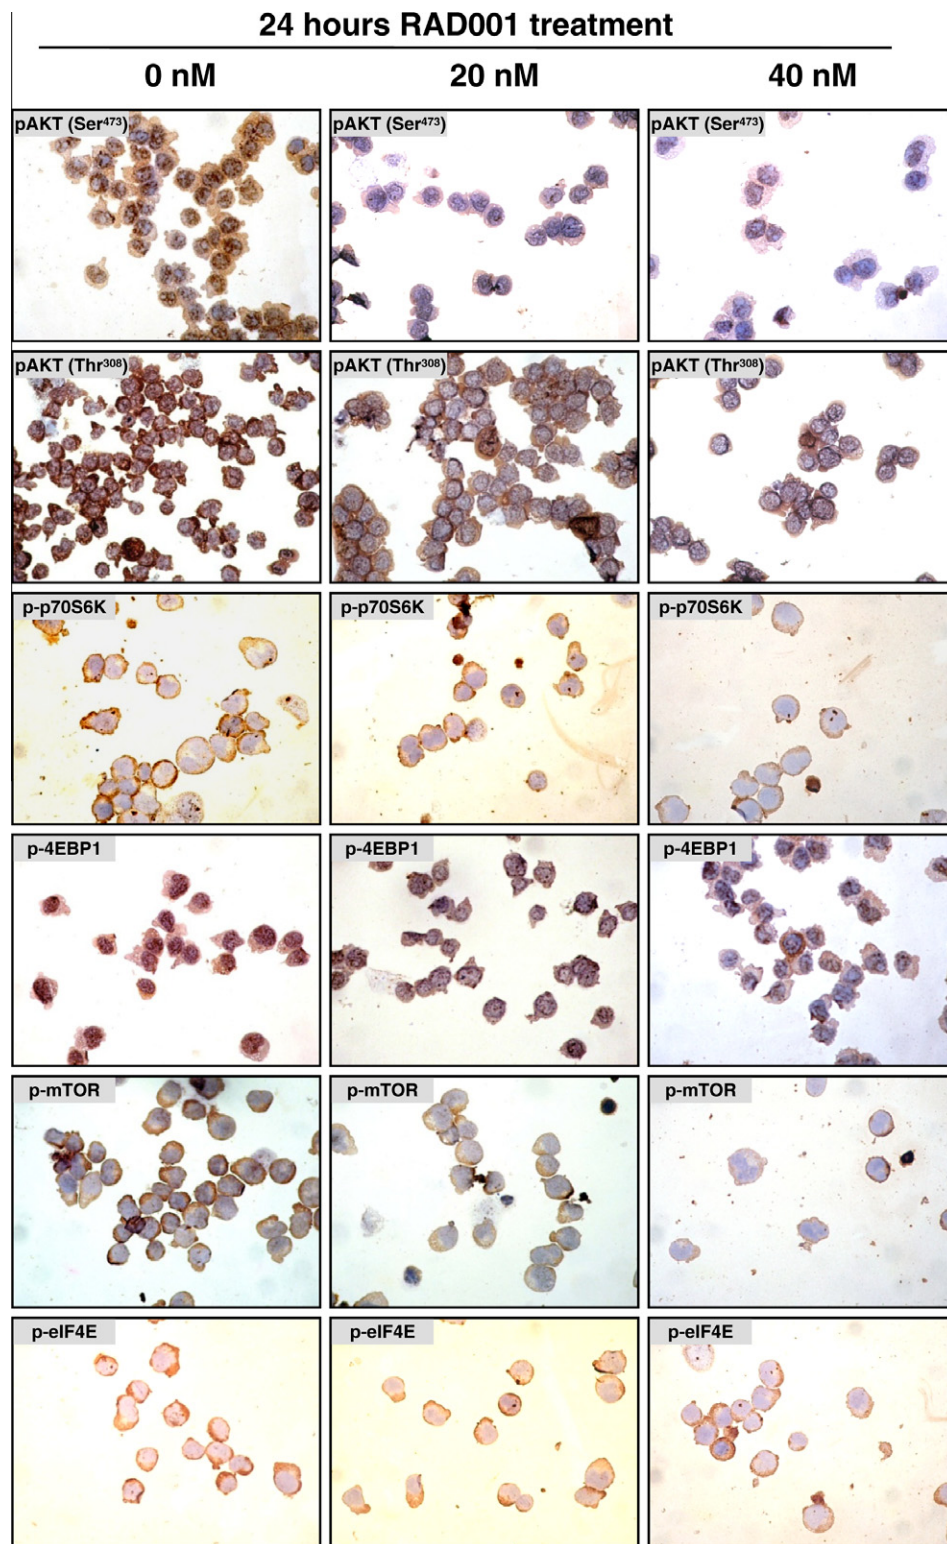 24 hours RAD001 treatment
0 nM 20 nM 40 nM
pAKT (Ser473) pAKT (Ser473) pAKT (Ser473)
pAKT (Thr308) pAKT (Thr308) pAKT (Thr308)
p-p70S6K p-p70S6K p-p70S6K
p-4EBP1 p-4EBP1 p-4EBP1
p-mTOR p-mTOR p-mTOR
p-eIF4E p-eIF4E p-eIF4E